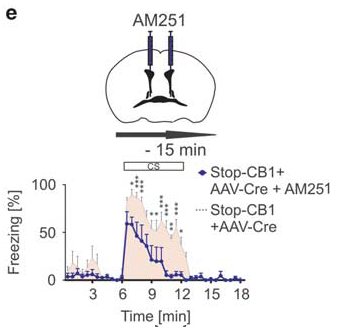 e
AM251
- 15 min
CS
Stop-CB1+
AAV-Cre + AM251
Stop-CB1
+AAV-Cre
Freezing [%]
100
50
0
3 6 9 12 15 18
Time [min]